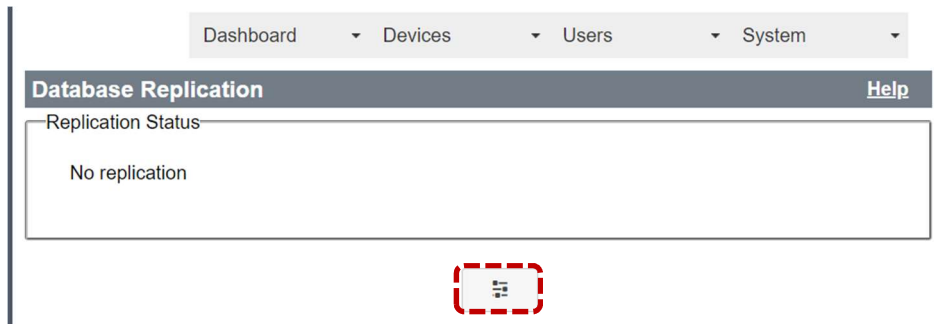 Dashboard Devices Users System
Database Replication Help
Replication Status
No replication